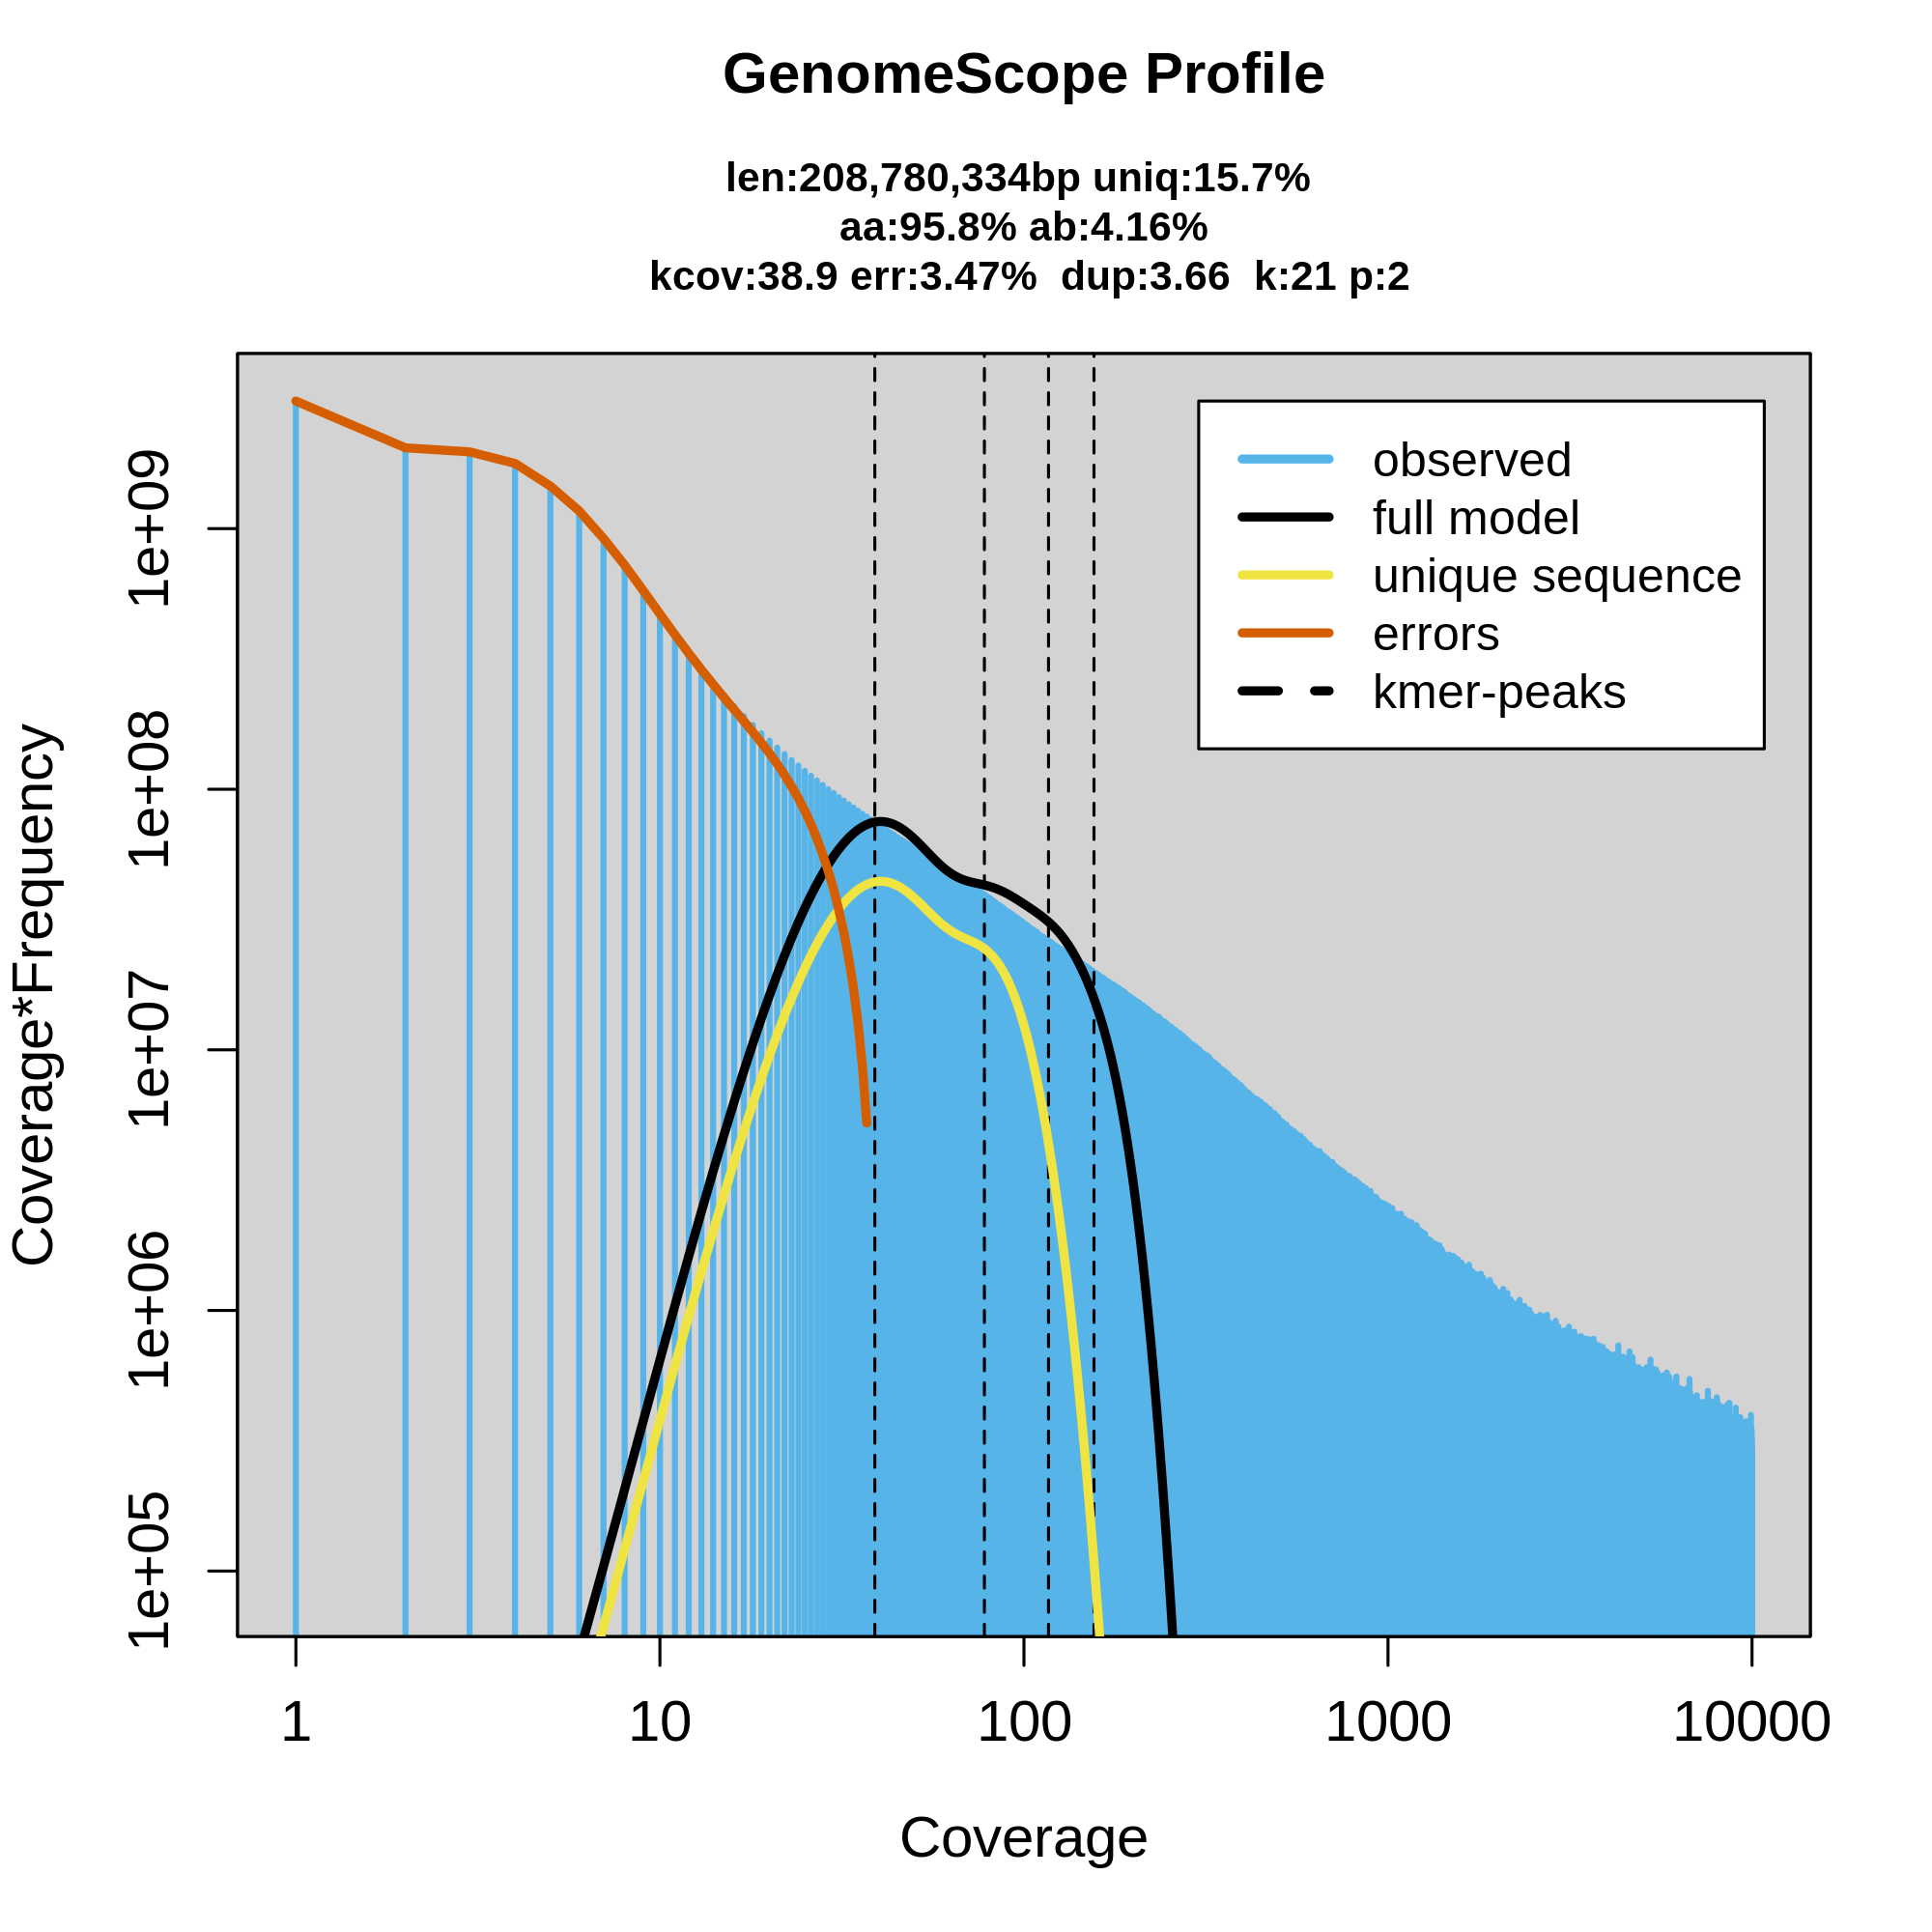 GenomeScope Profile
len:208,780,334bp uniq:15.7%
aa:95.8% ab:4.16%
kcov:38.9 err:3.47% dup:3.66 k:21 p:2
observed
full model
unique sequence
errors
kmer-peaks
Coverage*Frequency
1e+09
1e+08
1e+07
1e+06
1e+05
1 10 100 1000 10000
Coverage